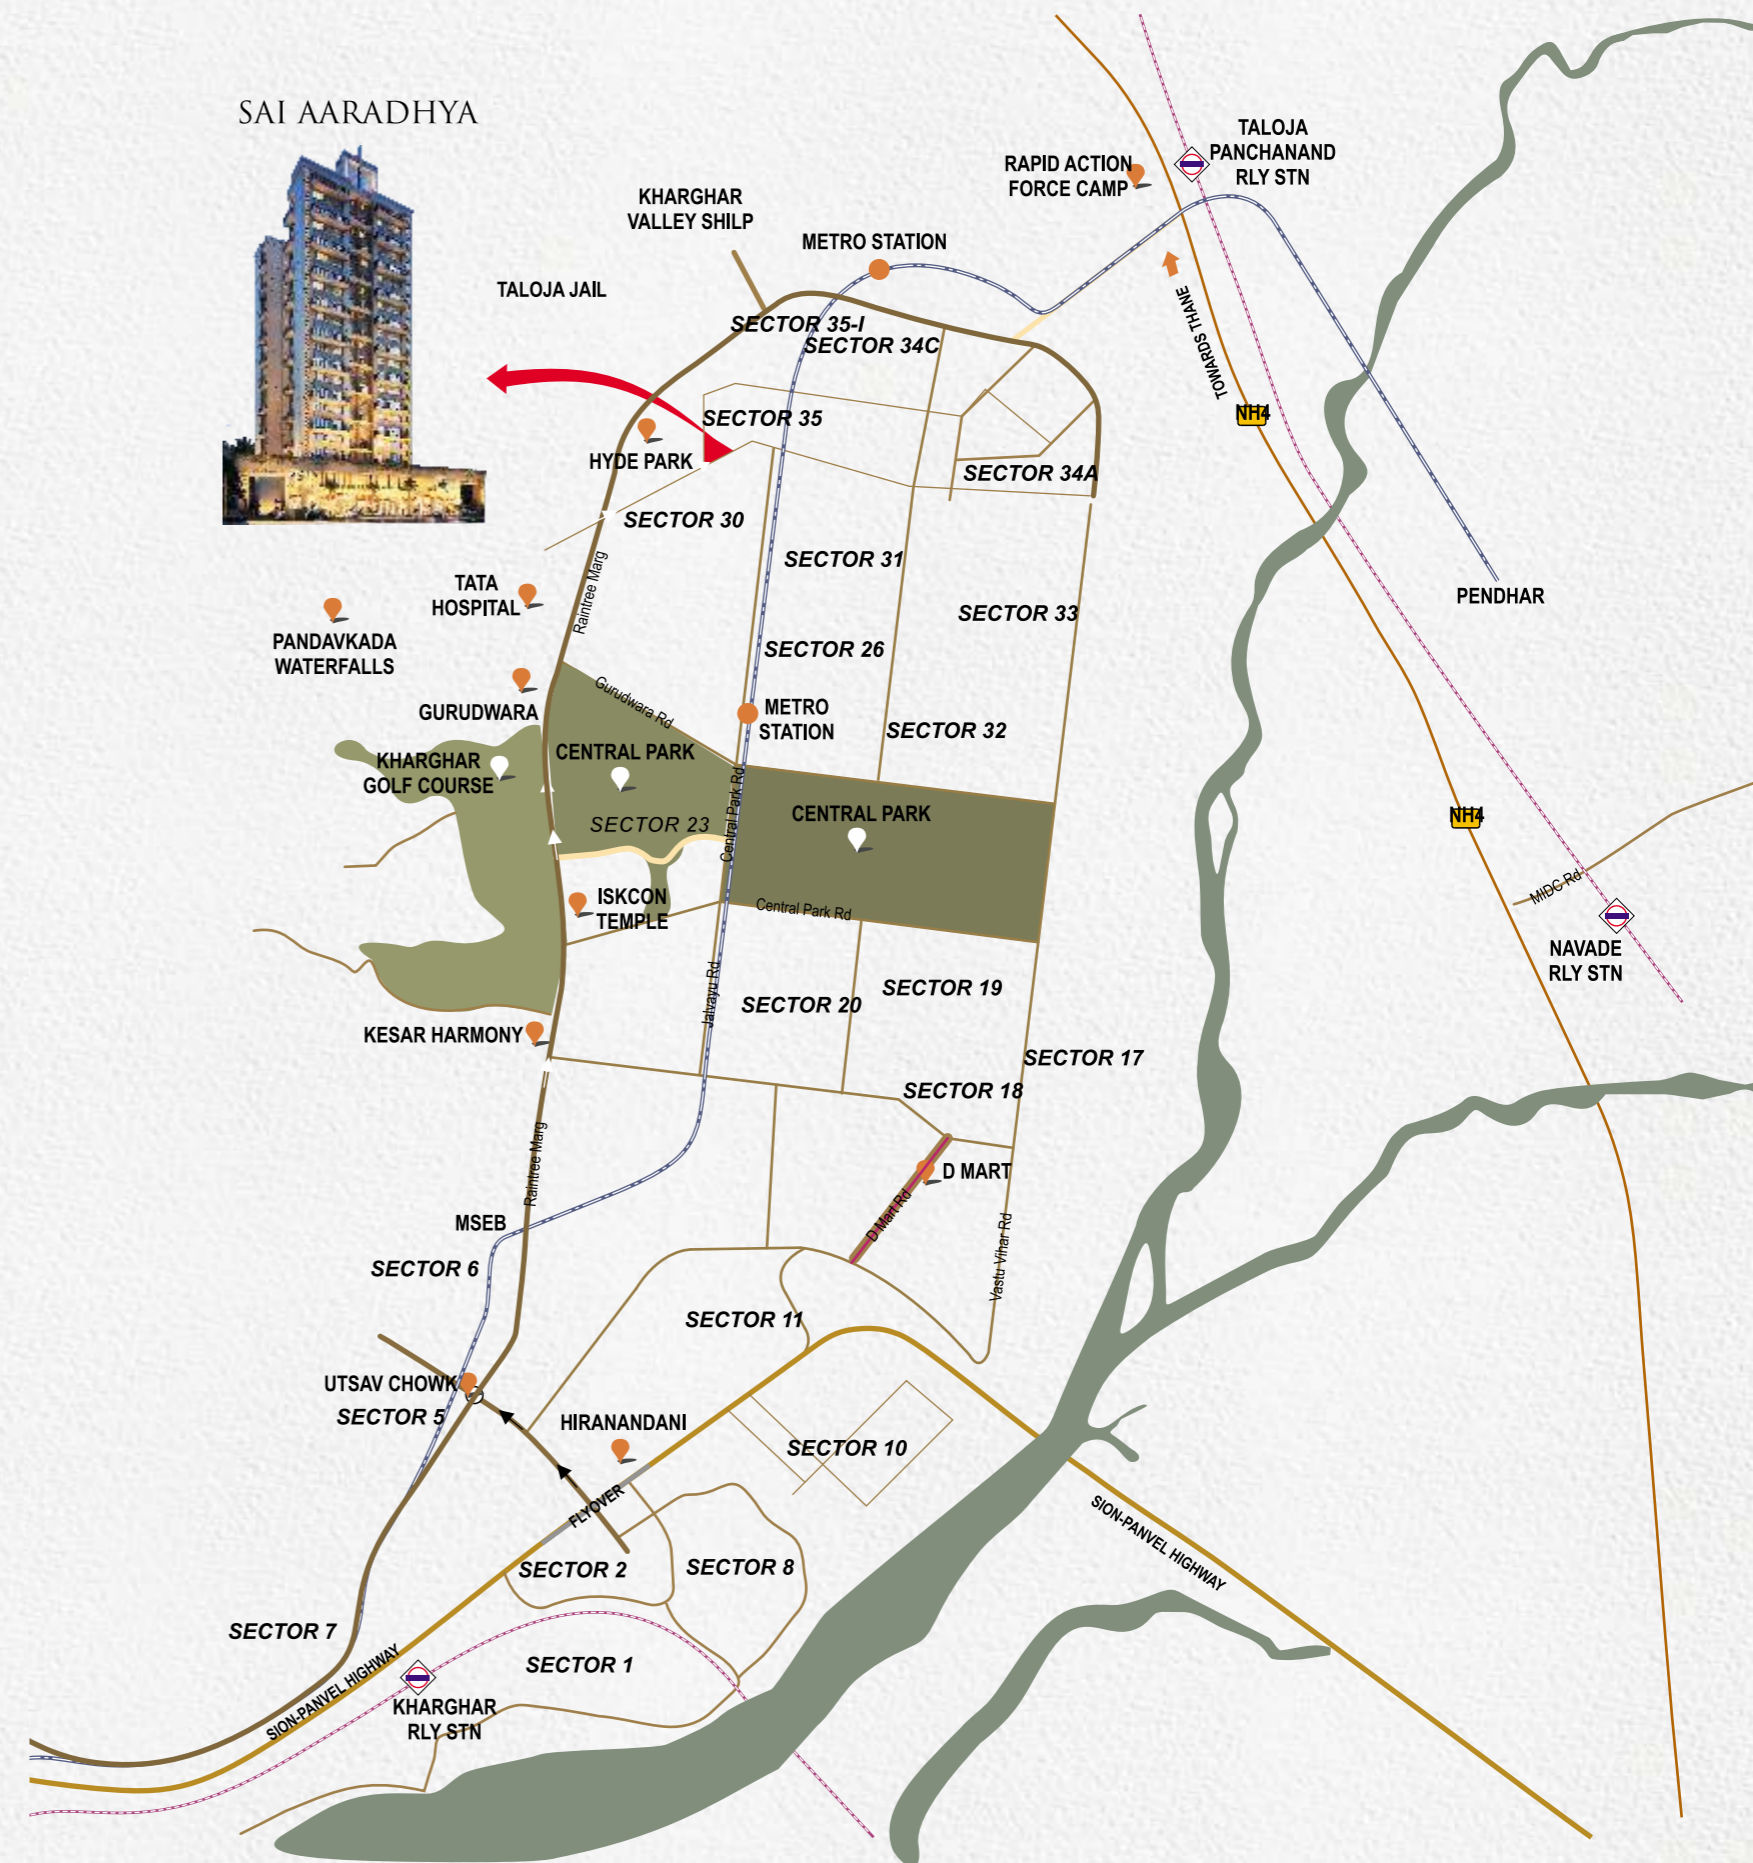 SAI AARADHYA
TALOJA
PANCHANAND
RLY STN
RAPID ACTION
FORCE CAMP
KHARGHAR
VALLEY SHILP
METRO STATION
TALOJA JAIL
TOWARDS THANE
SECTOR 35-I
SECTOR 34C
SECTOR 35
NH4
HYDE PARK
SECTOR 34A
SECTOR 30
SECTOR 31
Raintree Marg
TATA
HOSPITAL
PENDHAR
SECTOR 33
PANDAVKADA
WATERFALLS
SECTOR 26
Gurudwara Rd
GURUDWARA
METRO
STATION
SECTOR 32
KHARGHAR
GOLF COURSE
CENTRAL PARK
Central Park Rd
CENTRAL PARK
SECTOR 23
NH4
MIDC Rd
ISKCON
TEMPLE
Central Park Rd
NAVADE
RLY STN
Jalvayu Rd
SECTOR 20
SECTOR 19
KESAR HARMONY
SECTOR 17
SECTOR 18
Raintree Marg
D MART
D Mart Rd
MSEB
Vastu Vihar Rd
SECTOR 6
SECTOR 11
UTSAV CHOWK
SECTOR 5
HIRANANDANI
SECTOR 10
FLYOVER
SION-PANVEL HIGHWAY
SECTOR 2
SECTOR 8
SECTOR 7
SION-PANVEL HIGHWAY
SECTOR 1
KHARGHAR
RLY STN